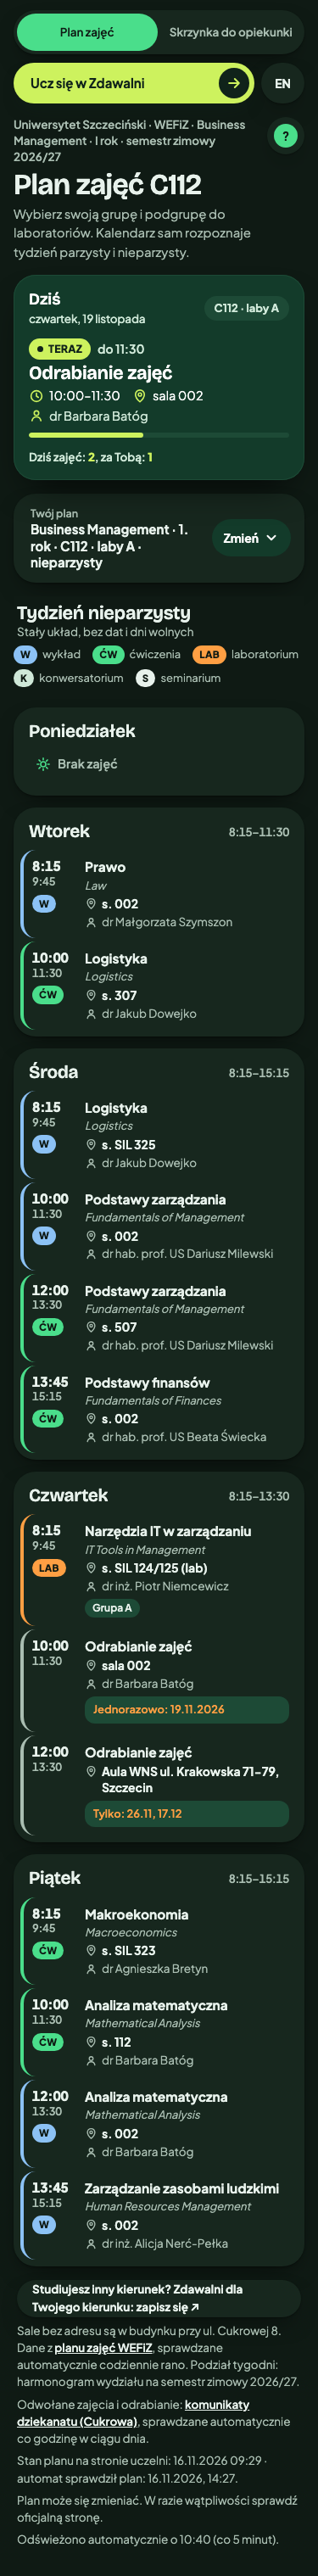 Plan zajęć
Skrzynka do opiekunki
Ucz się w Zdawalni
EN
Uniwersytet Szczeciński · WEFiZ · Business
Management · I rok · semestr zimowy
2026/27
?
Plan zajęć C112
Wybierz swoją grupę i podgrupę do
laboratoriów. Kalendarz sam rozpoznaje
tydzień parzysty i nieparzysty.
Dziś
czwartek, 19 listopada
C112 · laby A
TERAZ do 11:30
Odrabianie zajęć
10:00–11:30 sala 002
dr Barbara Batóg
Dziś zajęć: 2, za Tobą: 1
Twój plan
Business Management · 1.
rok · C112 · laby A ·
nieparzysty
Zmień
Tydzień nieparzysty
Stały układ, bez dat i dni wolnych
W wykład ĆW ćwiczenia LAB laboratorium
K konwersatorium S seminarium
Poniedziałek
Brak zajęć
Wtorek 8:15–11:30
8:15 Prawo
9:45 Law
W s. 002
dr Małgorzata Szymszon
10:00 Logistyka
11:30 Logistics
ĆW s. 307
dr Jakub Dowejko
Środa 8:15–15:15
8:15 Logistyka
9:45 Logistics
W s. SIL 325
dr Jakub Dowejko
10:00 Podstawy zarządzania
11:30 Fundamentals of Management
W s. 002
dr hab. prof. US Dariusz Milewski
12:00 Podstawy zarządzania
13:30 Fundamentals of Management
ĆW s. 507
dr hab. prof. US Dariusz Milewski
13:45 Podstawy finansów
15:15 Fundamentals of Finances
ĆW s. 002
dr hab. prof. US Beata Świecka
Czwartek 8:15–13:30
8:15 Narzędzia IT w zarządzaniu
9:45 IT Tools in Management
LAB s. SIL 124/125 (lab)
dr inż. Piotr Niemcewicz
Grupa A
10:00 Odrabianie zajęć
11:30 sala 002
dr Barbara Batóg
Jednorazowo: 19.11.2026
12:00 Odrabianie zajęć
13:30 Aula WNS ul. Krakowska 71-79,
Szczecin
Tylko: 26.11, 17.12
Piątek 8:15–15:15
8:15 Makroekonomia
9:45 Macroeconomics
ĆW s. SIL 323
dr Agnieszka Bretyn
10:00 Analiza matematyczna
11:30 Mathematical Analysis
ĆW s. 112
dr Barbara Batóg
12:00 Analiza matematyczna
13:30 Mathematical Analysis
W s. 002
dr Barbara Batóg
13:45 Zarządzanie zasobami ludzkimi
15:15 Human Resources Management
W s. 002
dr inż. Alicja Nerć-Pełka
Studiujesz inny kierunek? Zdawalni dla
Twojego kierunku: zapisz się ↗
Sale bez adresu są w budynku przy ul. Cukrowej 8.
Dane z planu zajęć WEFiZ, sprawdzane
automatycznie codziennie rano. Podział tygodni:
harmonogram wydziału na semestr zimowy 2026/27.
Odwołane zajęcia i odrabianie: komunikaty
dziekanatu (Cukrowa), sprawdzane automatycznie
co godzinę w ciągu dnia.
Stan planu na stronie uczelni: 16.11.2026 09:29 ·
automat sprawdził plan: 16.11.2026, 14:27.
Plan może się zmieniać. W razie wątpliwości sprawdź
oficjalną stronę.
Odświeżono automatycznie o 10:40 (co 5 minut).